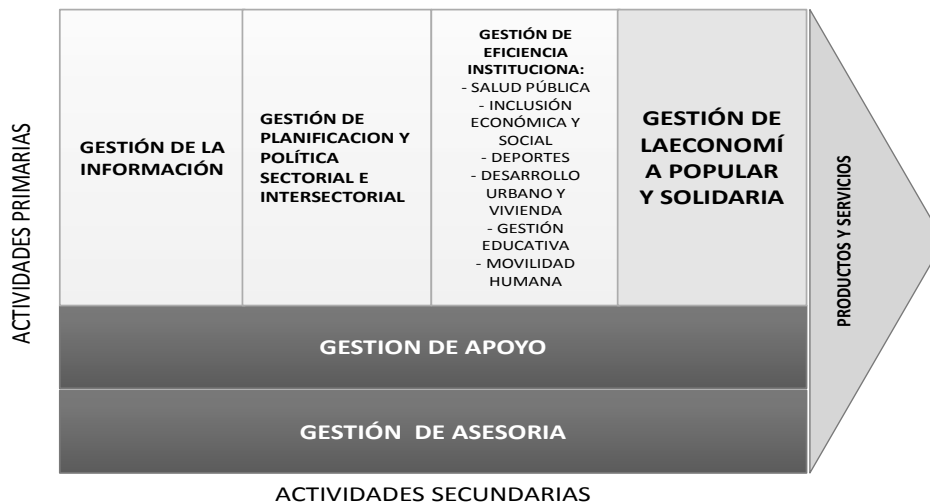 ACTIVIDADES PRIMARIAS
GESTIÓN DE LA
INFORMACIÓN
GESTIÓN DE
PLANIFICACION Y
POLÍTICA
SECTORIAL E
INTERSECTORIAL
GESTIÓN DE
EFICIENCIA
INSTITUCIONA:
- SALUD PÚBLICA
- INCLUSIÓN
ECONÓMICA Y
SOCIAL
- DEPORTES
- DESARROLLO
URBANO Y
VIVIENDA
- GESTIÓN
EDUCATIVA
- MOVILIDAD
HUMANA
GESTIÓN DE
LAECONOMÍ
A POPULAR
Y SOLIDARIA
PRODUCTOS Y SERVICIOS
GESTION DE APOYO
GESTIÓN DE ASESORIA
ACTIVIDADES SECUNDARIAS